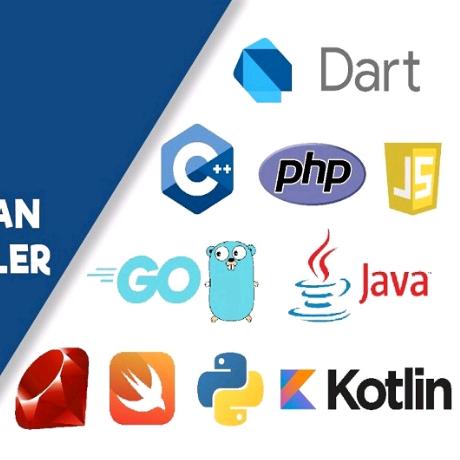 Dart
C++
php
JS
AN
LER
GO
Java
Kotlin